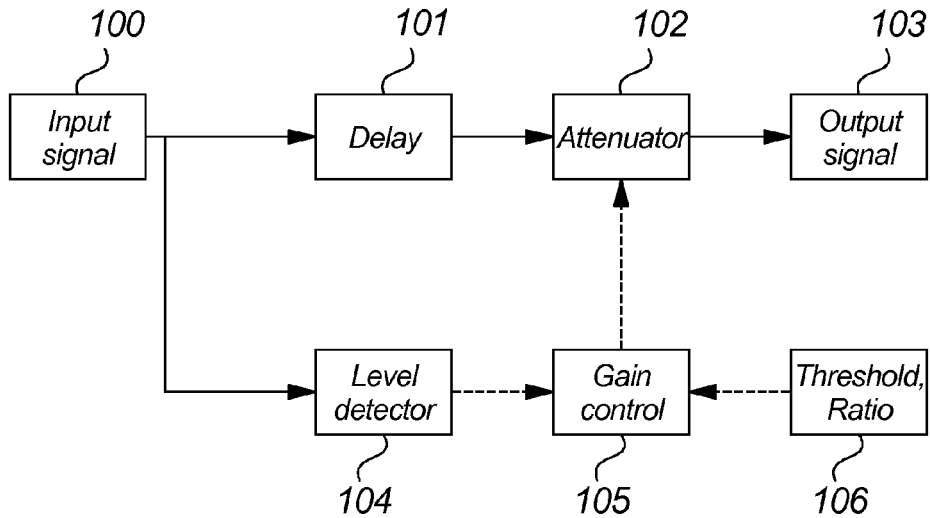 100
101
102
103
Input
signal
Delay
Attenuator
Output
signal
Level
detector
Gain
control
Threshold,
Ratio
104
105
106